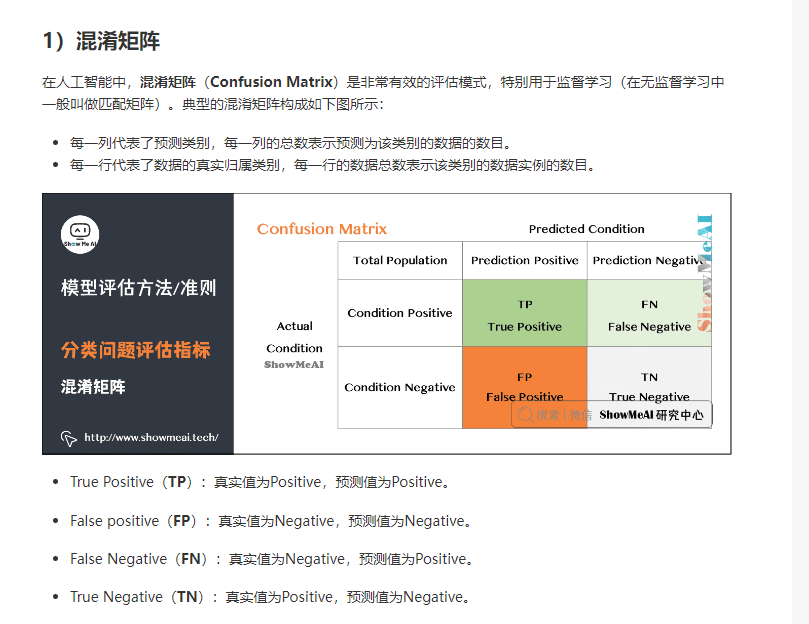 1）混淆矩阵
在人工智能中，混淆矩阵（Confusion Matrix）是非常有效的评估模式，特别用于监督学习（在无监督学习中
一般叫做匹配矩阵）。典型的混淆矩阵构成如下图所示：
• 每一列代表了预测类别，每一列的总数表示预测为该类别的数据的数目。
• 每一行代表了数据的真实归属类别，每一行的数据总数表示该类别的数据实例的数目。
Show Me AI
模型评估方法/准则
分类问题评估指标
混淆矩阵
http://www.showmeai.tech/
Confusion Matrix
Predicted Condition
Total Population
Prediction Positive
Prediction Negative
Actual
Condition
ShowMeAI
Condition Positive
TP
True Positive
FN
False Negative
Condition Negative
FP
False Positive
TN
True Negative
ShowMeAI
搜索 | 微信 ShowMeAI 研究中心
• True Positive（TP）：真实值为Positive，预测值为Positive。
• False positive（FP）：真实值为Negative，预测值为Negative。
• False Negative（FN）：真实值为Negative，预测值为Positive。
• True Negative（TN）：真实值为Positive，预测值为Negative。